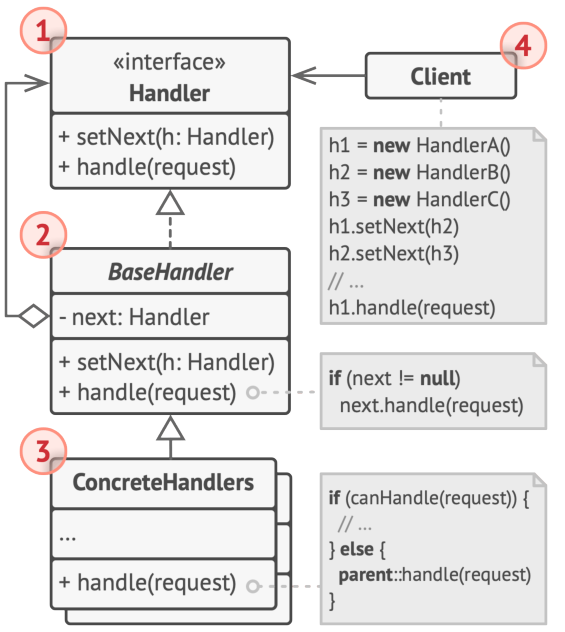 1
«interface»
Handler
+ setNext(h: Handler)
+ handle(request)
4
Client
h1 = new HandlerA()
h2 = new HandlerB()
h3 = new HandlerC()
h1.setNext(h2)
h2.setNext(h3)
// ...
h1.handle(request)
2
BaseHandler
- next: Handler
+ setNext(h: Handler)
+ handle(request)
if (next != null)
next.handle(request)
3
ConcreteHandlers
...
+ handle(request)
if (canHandle(request)) {
// ...
} else {
parent::handle(request)
}